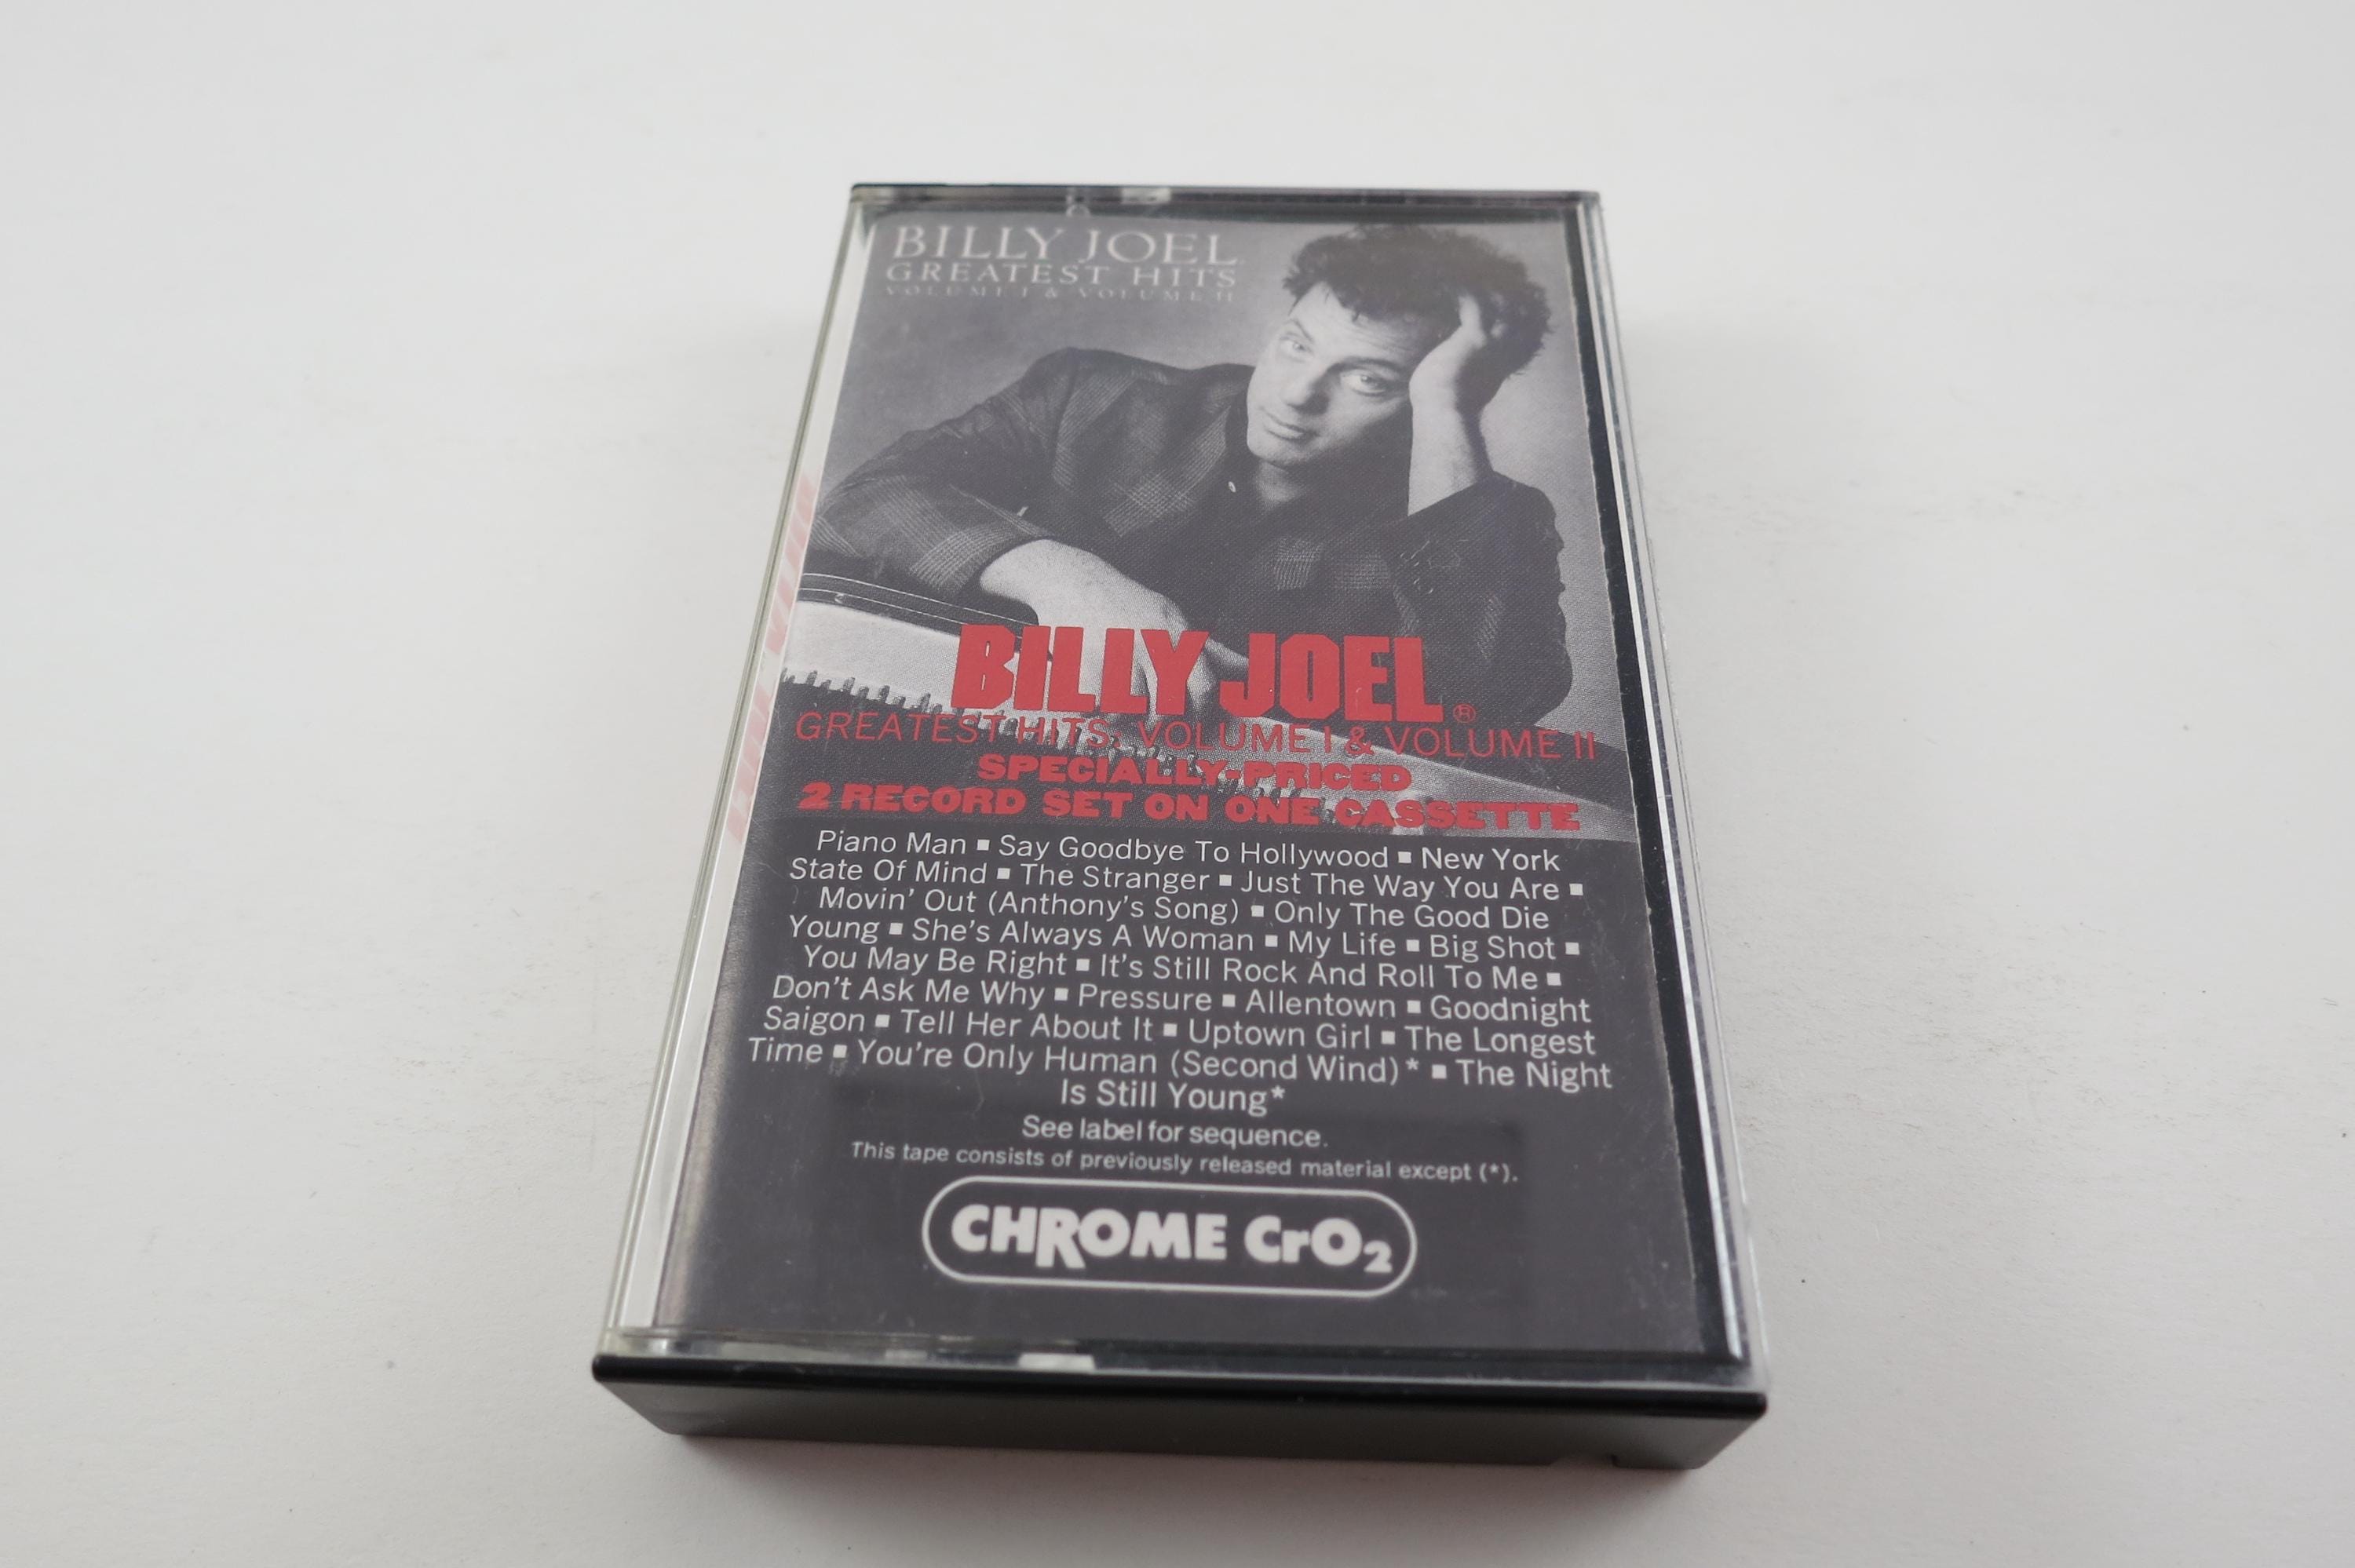 BILLY JOEL
GREATEST HITS
VOLUME I & VOLUME II
BILLY JOEL®
GREATEST HITS: VOLUME I & VOLUME II
SPECIALLY-PRICED
2 RECORD SET ON ONE CASSETTE
Piano Man ▪ Say Goodbye To Hollywood ▪ New York
State Of Mind ▪ The Stranger ▪ Just The Way You Are ▪
Movin' Out (Anthony's Song) ▪ Only The Good Die
Young ▪ She's Always A Woman ▪ My Life ▪ Big Shot ▪
You May Be Right ▪ It's Still Rock And Roll To Me ▪
Don't Ask Me Why ▪ Pressure ▪ Allentown ▪ Goodnight
Saigon ▪ Tell Her About It ▪ Uptown Girl ▪ The Longest
Time ▪ You're Only Human (Second Wind)* ▪ The Night
Is Still Young*
See label for sequence.
This tape consists of previously released material except (*).
CHROME CrO2